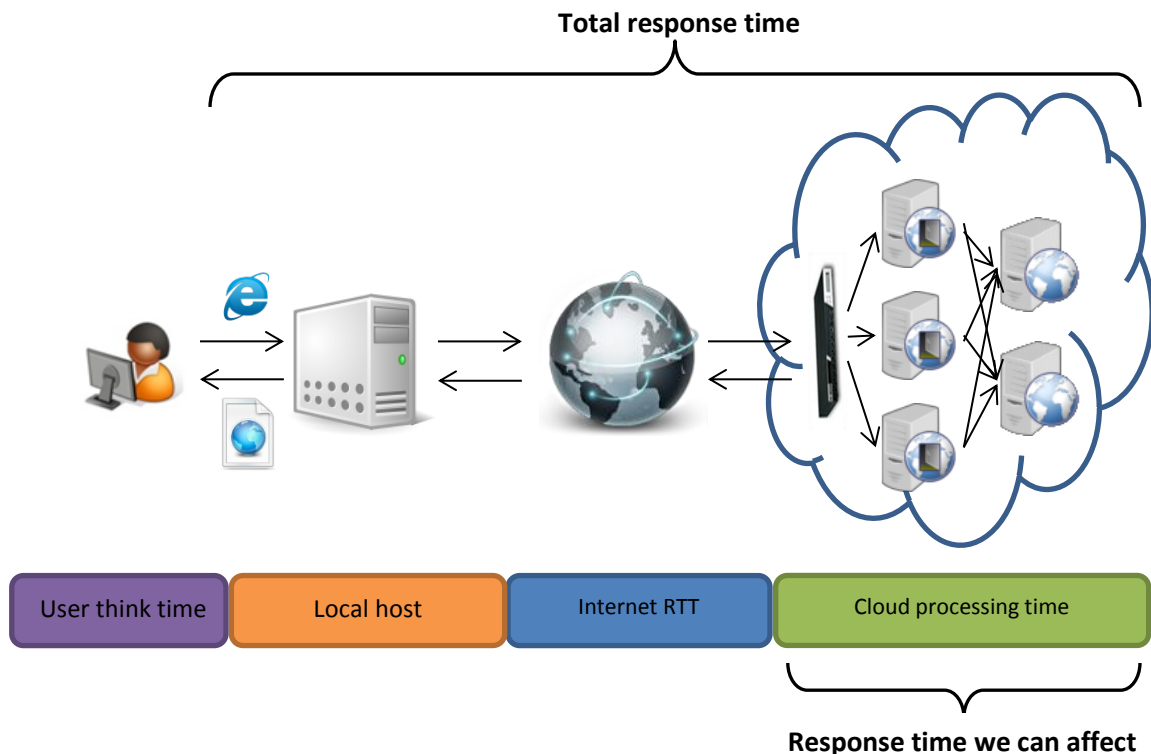 Total response time
User think time
Local host
Internet RTT
Cloud processing time
Response time we can affect